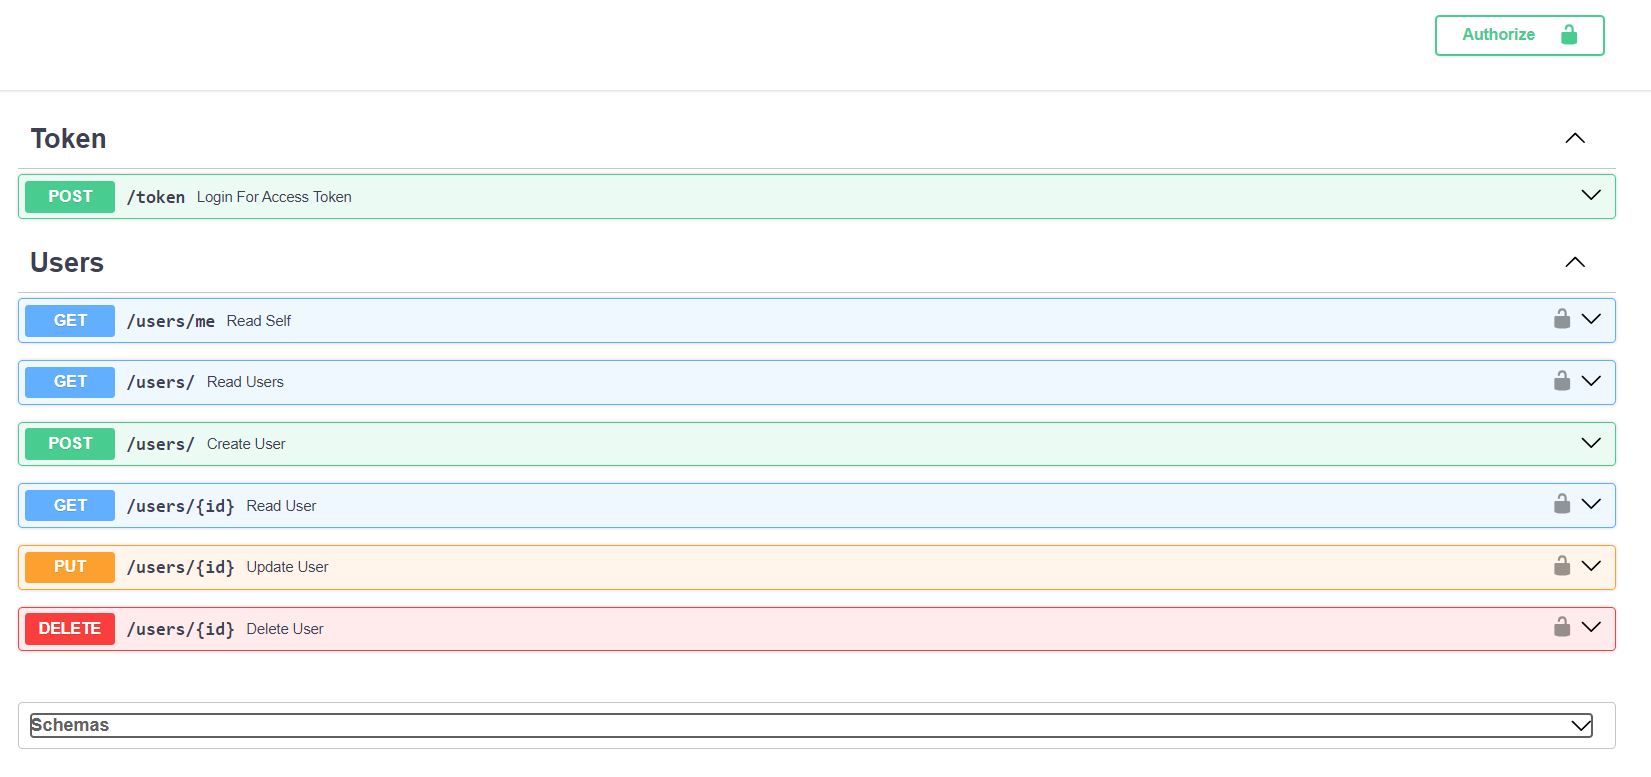 Authorize
Token
POST /token Login For Access Token
Users
GET /users/me Read Self
GET /users/ Read Users
POST /users/ Create User
GET /users/{id} Read User
PUT /users/{id} Update User
DELETE /users/{id} Delete User
Schemas